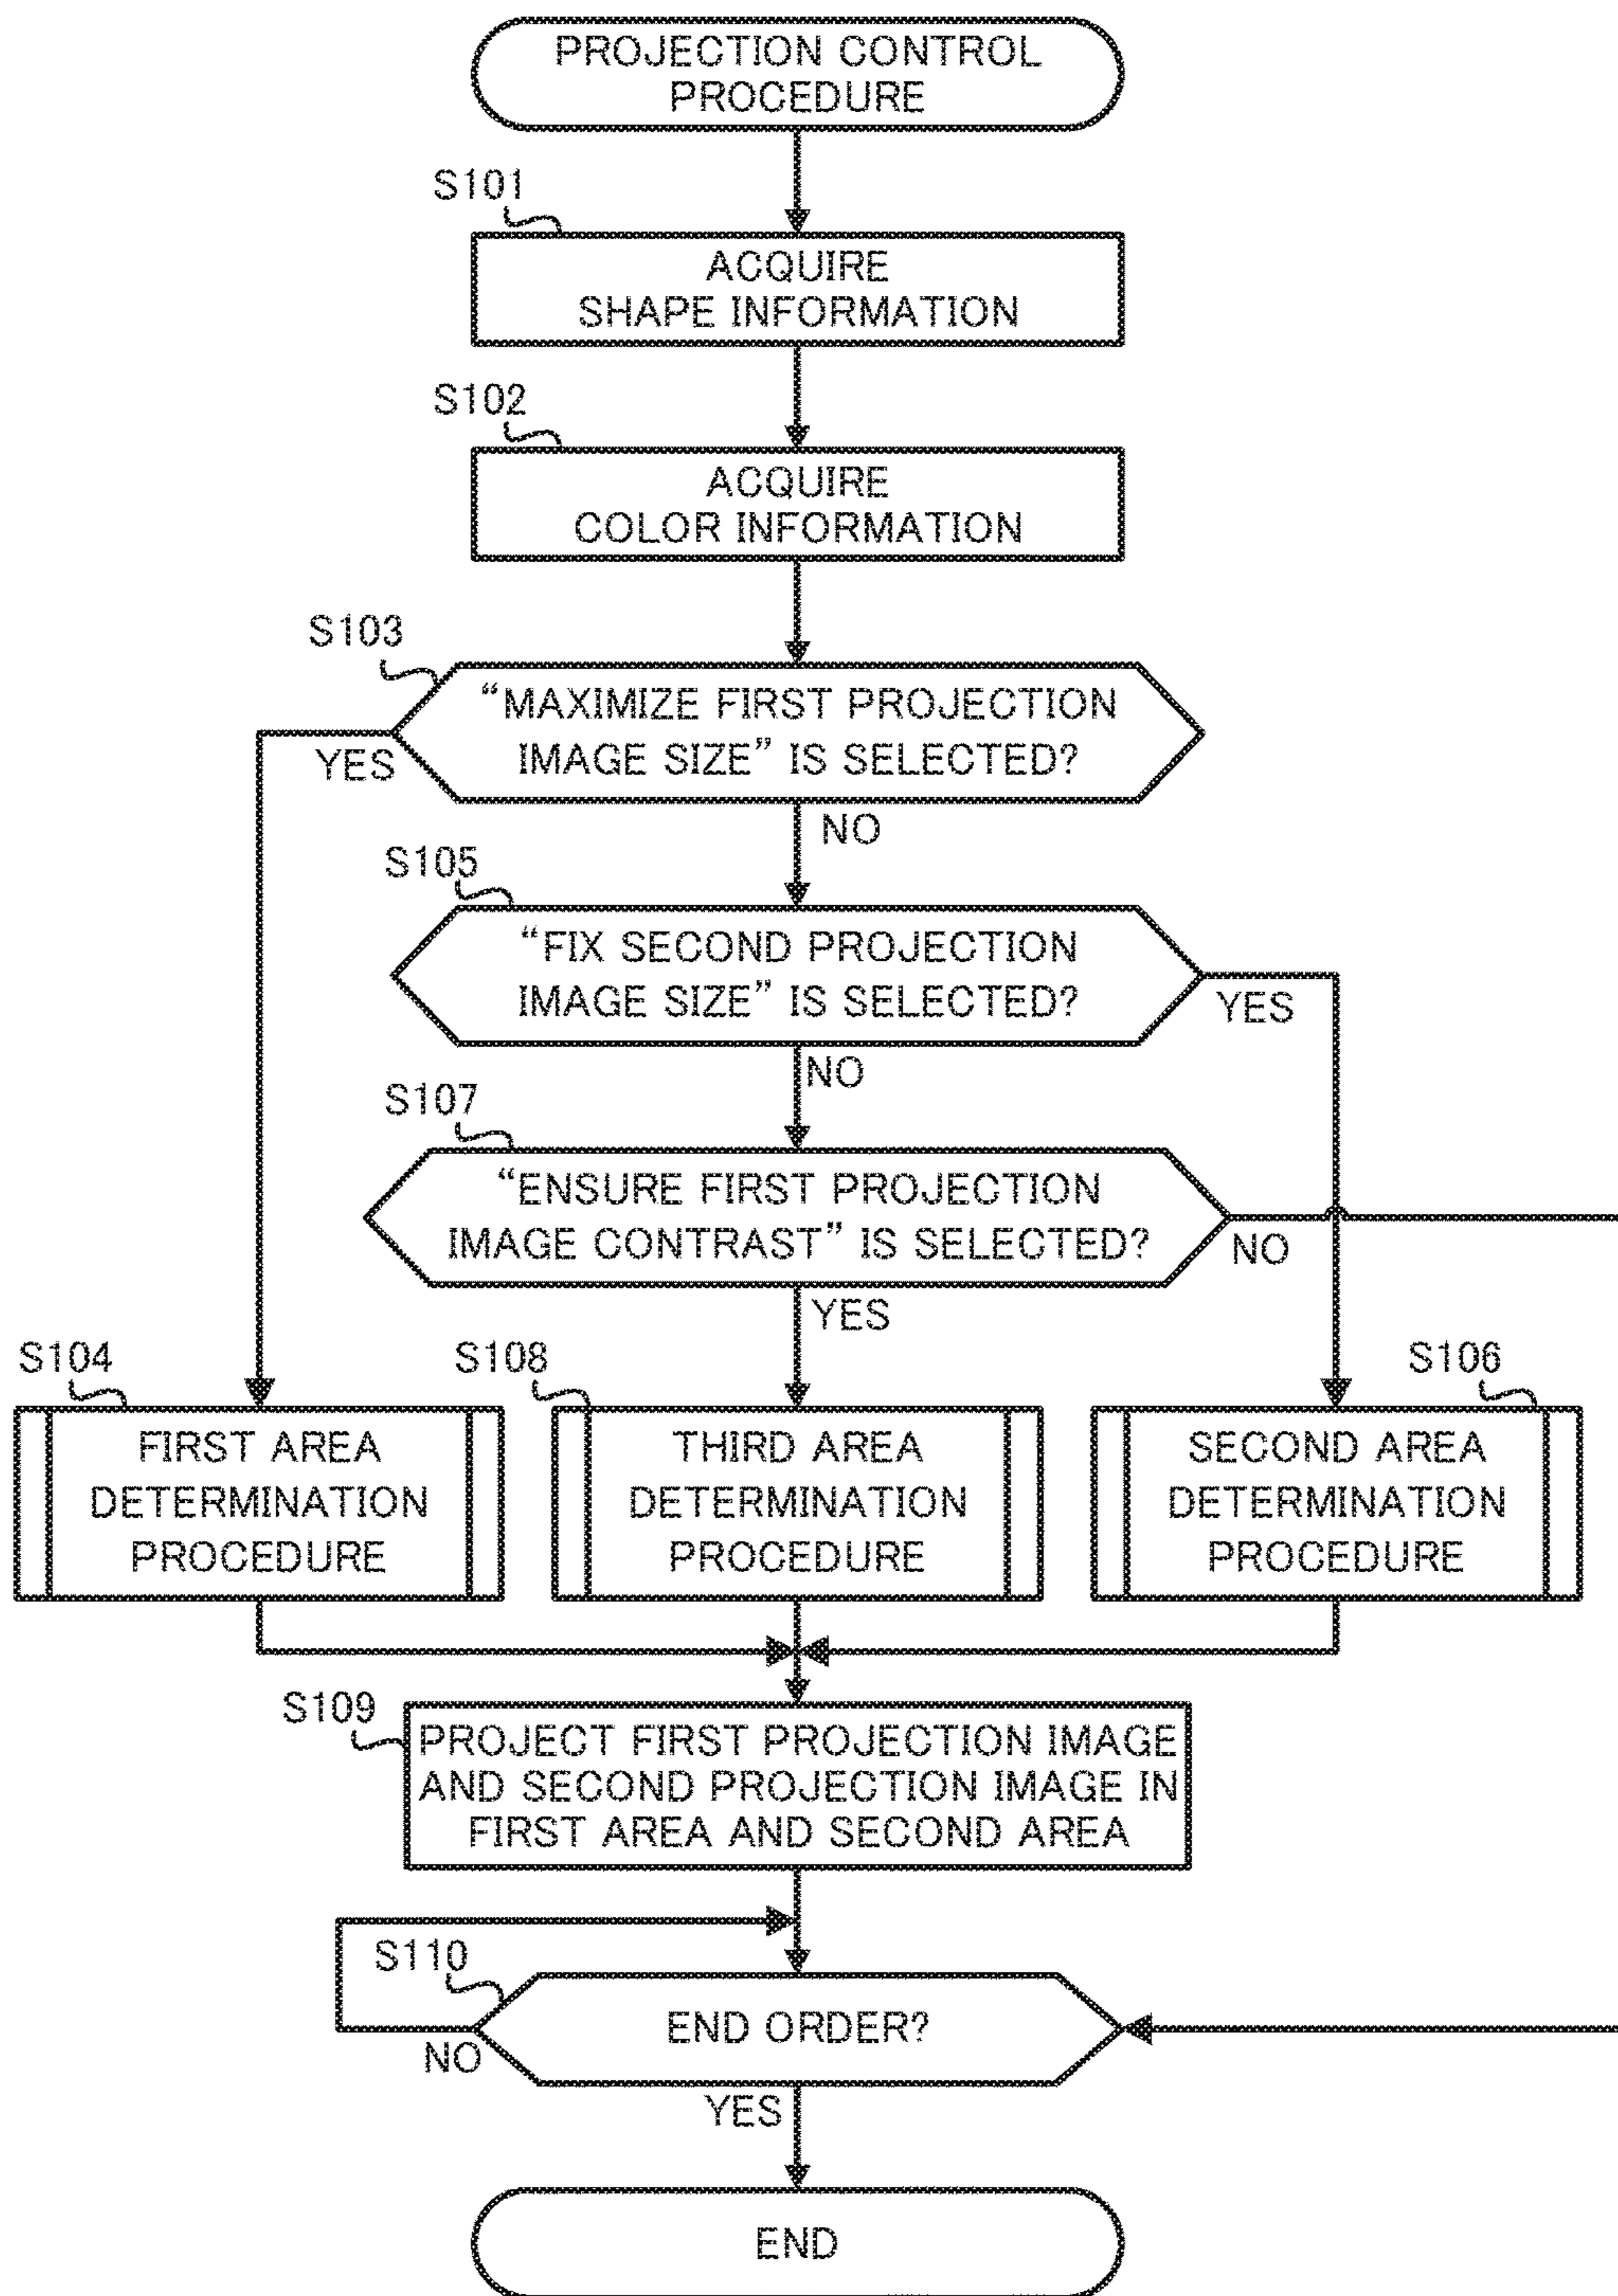 PROJECTION CONTROL
PROCEDURE
S101
ACQUIRE
SHAPE INFORMATION
S102
ACQUIRE
COLOR INFORMATION
S103
“MAXIMIZE FIRST PROJECTION
IMAGE SIZE” IS SELECTED?
YES
NO
S105
“FIX SECOND PROJECTION
IMAGE SIZE” IS SELECTED?
YES
NO
S107
“ENSURE FIRST PROJECTION
IMAGE CONTRAST” IS SELECTED?
NO
YES
S104
FIRST AREA
DETERMINATION
PROCEDURE
S108
THIRD AREA
DETERMINATION
PROCEDURE
S106
SECOND AREA
DETERMINATION
PROCEDURE
S109
PROJECT FIRST PROJECTION IMAGE
AND SECOND PROJECTION IMAGE IN
FIRST AREA AND SECOND AREA
S110
END ORDER?
NO
YES
END